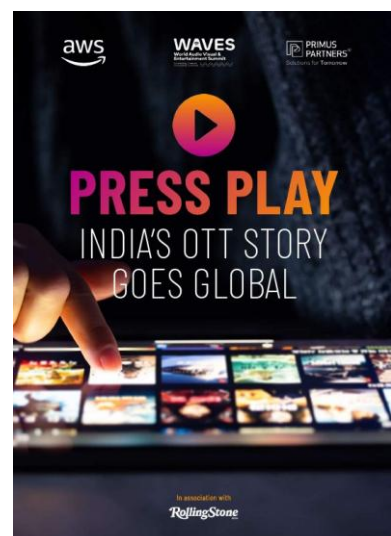 aws
WAVES
World Audio Visual &
Entertainment Summit
PRIMUS
PARTNERS
Solutions for Tomorrow
PRESS PLAY
INDIA'S OTT STORY
GOES GLOBAL
In association with
RollingStone